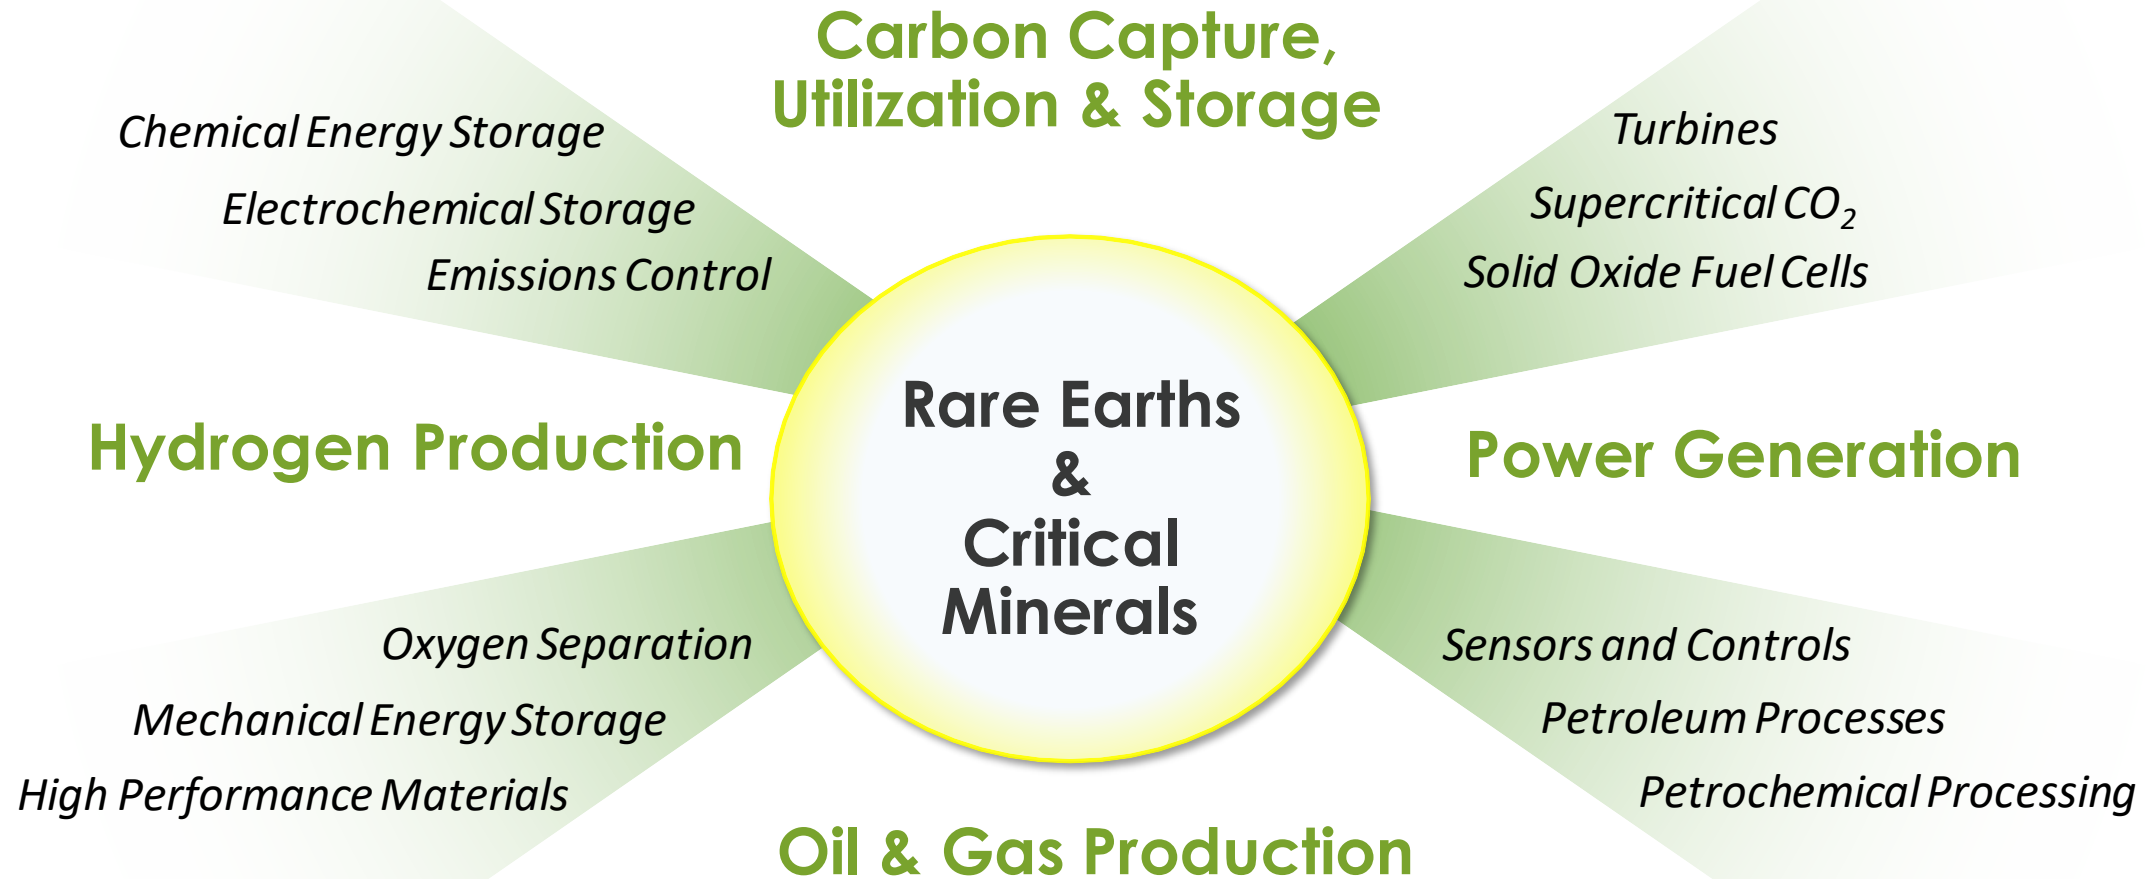 Carbon Capture,
Utilization & Storage
Chemical Energy Storage
Electrochemical Storage
Emissions Control
Turbines
Supercritical CO₂
Solid Oxide Fuel Cells
Hydrogen Production
Rare Earths
&
Critical
Minerals
Power Generation
Oxygen Separation
Mechanical Energy Storage
High Performance Materials
Sensors and Controls
Petroleum Processes
Petrochemical Processing
Oil & Gas Production